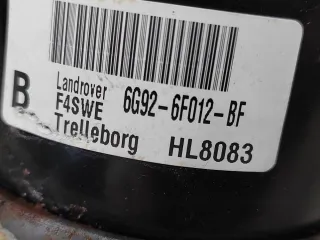 Landrover 6G92-6F012-BF
B F4SWE
Trelleborg HL8083